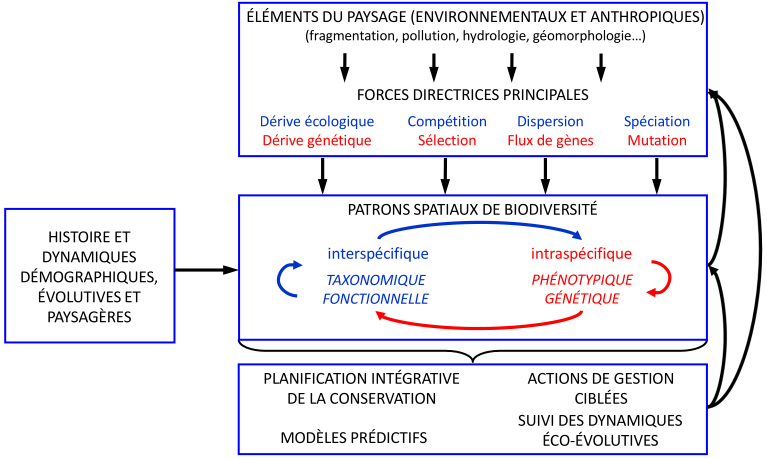 ÉLÉMENTS DU PAYSAGE (ENVIRONNEMENTAUX ET ANTHROPIQUES)
(fragmentation, pollution, hydrologie, géomorphologie...)
FORCES DIRECTRICES PRINCIPALES
Dérive écologique Compétition Dispersion Spéciation
Dérive génétique Sélection Flux de gènes Mutation
HISTOIRE ET
DYNAMIQUES
DÉMOGRAPHIQUES,
ÉVOLUTIVES ET
PAYSAGÈRES
PATRONS SPATIAUX DE BIODIVERSITÉ
interspécifique
TAXONOMIQUE
FONCTIONNELLE
intraspécifique
PHÉNOTYPIQUE
GÉNÉTIQUE
PLANIFICATION INTÉGRATIVE
DE LA CONSERVATION
MODÈLES PRÉDICTIFS
ACTIONS DE GESTION
CIBLÉES
SUIVI DES DYNAMIQUES
ÉCO-ÉVOLUTIVES